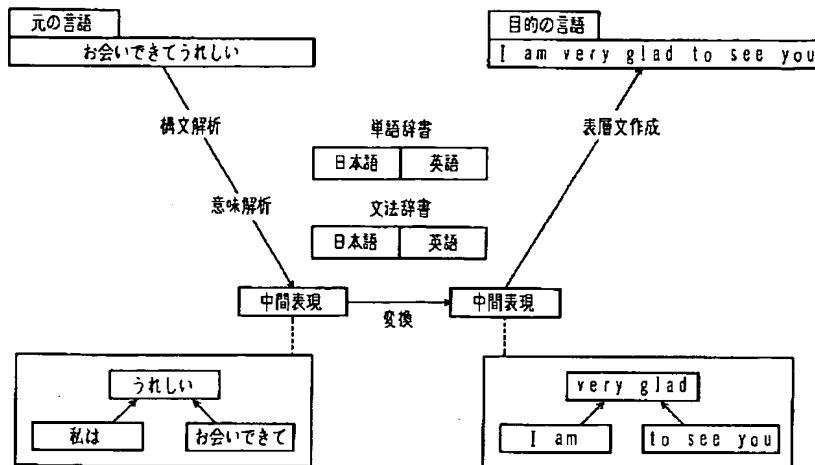 元の言語
お会いできてうれしい
目的の言語
I am very glad to see you
構文解析
意味解析
単語辞書
日本語 英語
文法辞書
日本語 英語
表層文作成
中間表現
変換
中間表現
うれしい
私は お会いできて
very glad
I am to see you